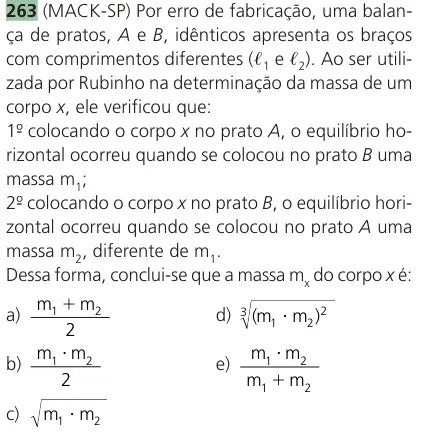 263 (MACK-SP) Por erro de fabricação, uma balan-
ça de pratos, A e B, idênticos apresenta os braços
com comprimentos diferentes (ℓ₁ e ℓ₂). Ao ser utili-
zada por Rubinho na determinação da massa de um
corpo x, ele verificou que:
1º colocando o corpo x no prato A, o equilíbrio ho-
rizontal ocorreu quando se colocou no prato B uma
massa m₁;
2º colocando o corpo x no prato B, o equilíbrio hori-
zontal ocorreu quando se colocou no prato A uma
massa m₂, diferente de m₁.
Dessa forma, conclui-se que a massa mₓ do corpo x é:
a) (m₁ + m₂)/2
b) (m₁ · m₂)/2
c) √(m₁ · m₂)
d) ∛((m₁ · m₂)²)
e) (m₁ · m₂)/(m₁ + m₂)